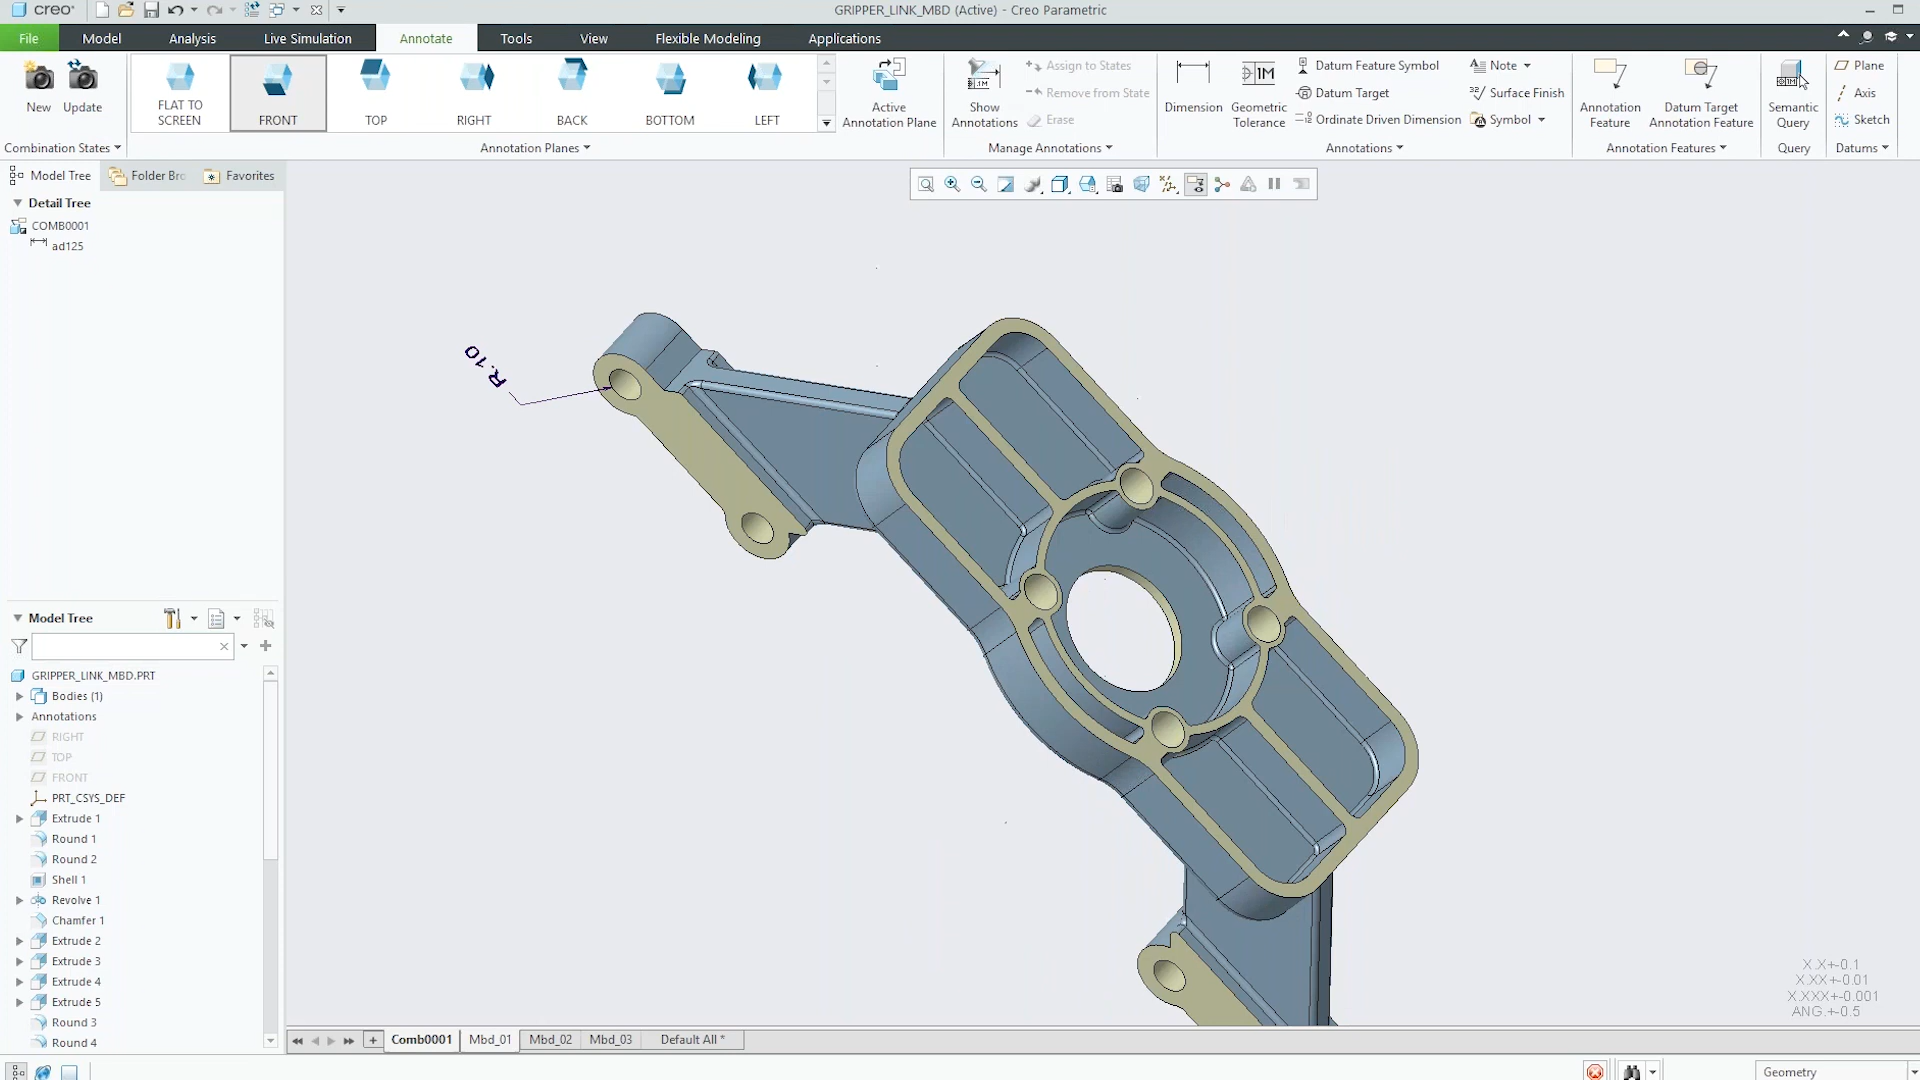 creo GRIPPER_LINK_MBD (Active) - Creo Parametric
File Model Analysis Live Simulation Annotate Tools View Flexible Modeling Applications
New Update
FLAT TO SCREEN FRONT TOP RIGHT BACK BOTTOM LEFT
Active Annotation Plane
Show Annotations
Assign to States
Remove from State
Erase
Dimension
Geometric Tolerance
Datum Feature Symbol
Datum Target
Ordinate Driven Dimension
Note
Surface Finish
Symbol
Annotation Feature
Datum Target Annotation Feature
Semantic Query
Plane
Axis
Sketch
Combination States Annotation Planes Manage Annotations Annotations Annotation Features Query Datums
Model Tree Folder Bro Favorites
Detail Tree
COMB0001
ad125
R.10
Model Tree
GRIPPER_LINK_MBD.PRT
Bodies (1)
Annotations
RIGHT
TOP
FRONT
PRT_CSYS_DEF
Extrude 1
Round 1
Round 2
Shell 1
Revolve 1
Chamfer 1
Extrude 2
Extrude 3
Extrude 4
Extrude 5
Round 3
Round 4
X.X+-0.1
X.XX+-0.01
X.XXX+-0.001
ANG.+-0.5
Comb0001 Mbd_01 Mbd_02 Mbd_03 Default All *
Geometry